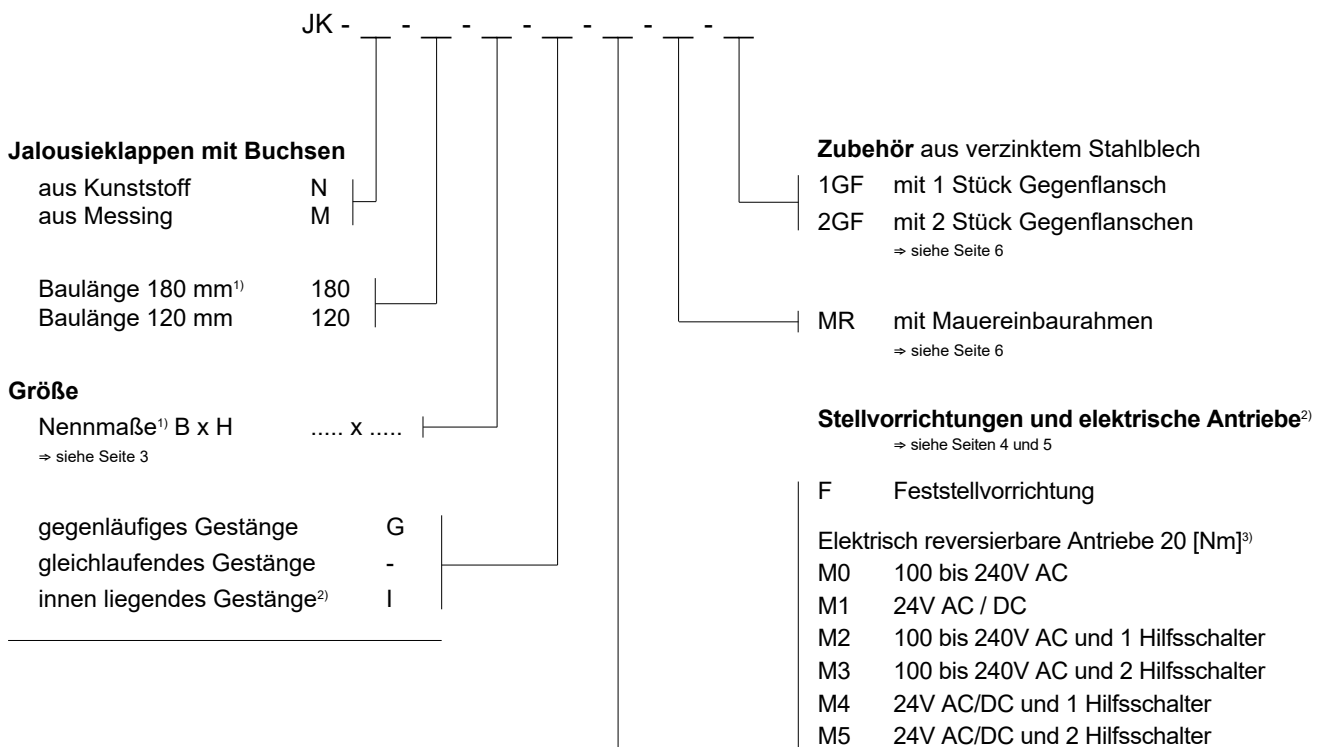 JK - __ - __ - __ - __ - __ - __ - __
Jalousieklappen mit Buchsen
aus Kunststoff N
aus Messing M
Baulänge 180 mm1) 180
Baulänge 120 mm 120
Größe
Nennmaße1) B x H ..... x .....
⇒ siehe Seite 3
gegenläufiges Gestänge G
gleichlaufendes Gestänge -
innen liegendes Gestänge2) I
Zubehör aus verzinktem Stahlblech
1GF mit 1 Stück Gegenflansch
2GF mit 2 Stück Gegenflanschen
⇒ siehe Seite 6
MR mit Mauereinbaurahmen
⇒ siehe Seite 6
Stellvorrichtungen und elektrische Antriebe2)
⇒ siehe Seiten 4 und 5
F Feststellvorrichtung
Elektrisch reversierbare Antriebe 20 [Nm]3)
M0 100 bis 240V AC
M1 24V AC / DC
M2 100 bis 240V AC und 1 Hilfsschalter
M3 100 bis 240V AC und 2 Hilfsschalter
M4 24V AC/DC und 1 Hilfsschalter
M5 24V AC/DC und 2 Hilfsschalter